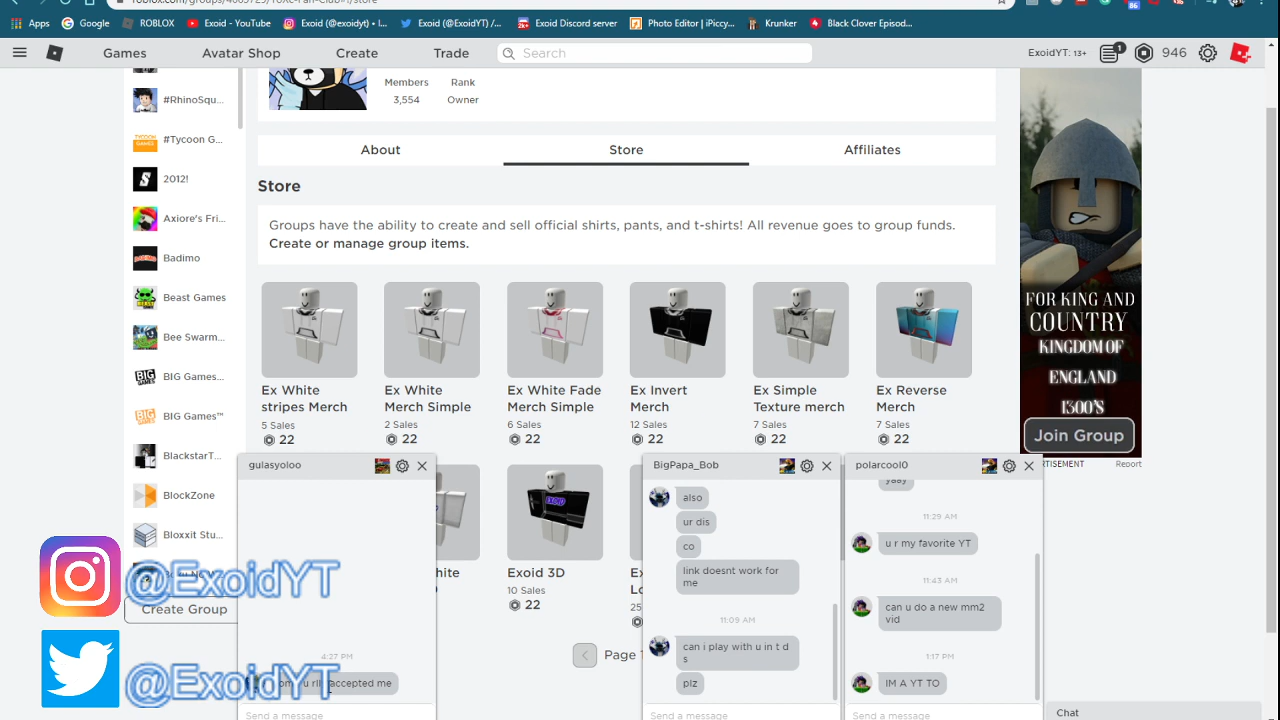 Apps
Google
ROBLOX
Exoid - YouTube
Exoid (@exoidyt) • I...
Exoid (@ExoidYT) /...
Exoid Discord server
Photo Editor | iPiccy...
Krunker
Black Clover Episod...
Games
Avatar Shop
Create
Trade
Search
ExoidYT: 13+
1
946
#RhinoSqu...
#Tycoon G...
2012!
Axiore's Fri...
Badimo
Beast Games
Bee Swarm...
BIG Games...
BIG Games™
BlackstarT...
BlockZone
Bloxxit Stu...
Create Group
Members
3,554
Rank
Owner
About
Store
Affiliates
Store
Groups have the ability to create and sell official shirts, pants, and t-shirts! All revenue goes to group funds.
Create or manage group items.
Ex White
stripes Merch
5 Sales
22
Ex White
Merch Simple
2 Sales
22
Ex White Fade
Merch Simple
6 Sales
22
Ex Invert
Merch
12 Sales
22
Ex Simple
Texture merch
7 Sales
22
Ex Reverse
Merch
7 Sales
22
EXOID
Exoid 3D
10 Sales
22
Page
FOR KING AND
COUNTRY
KINGDOM OF
ENGLAND
1300'S
Join Group
Report
gulasyoloo
4:27 PM
accepted me
Send a message
BigPapa_Bob
also
ur dis
co
link doesnt work for
me
11:09 AM
can i play with u in t d
s
plz
Send a message
polarcool0
yaay
11:29 AM
u r my favorite YT
11:43 AM
can u do a new mm2
vid
1:17 PM
IM A YT TO
Send a message
Chat
@ExoidYT
@ExoidYT